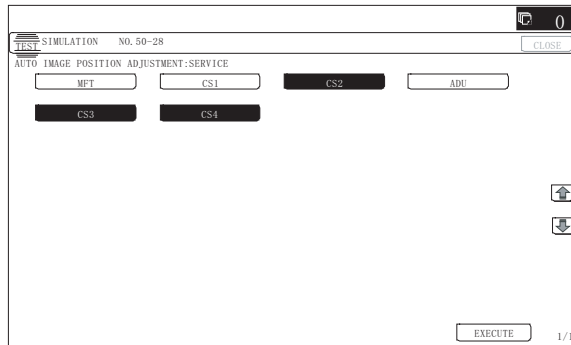 0
TEST SIMULATION NO. 50-28
CLOSE
AUTO IMAGE POSITION ADJUSTMENT:SERVICE
MFT CS1 CS2 ADU
CS3 CS4
EXECUTE 1/1